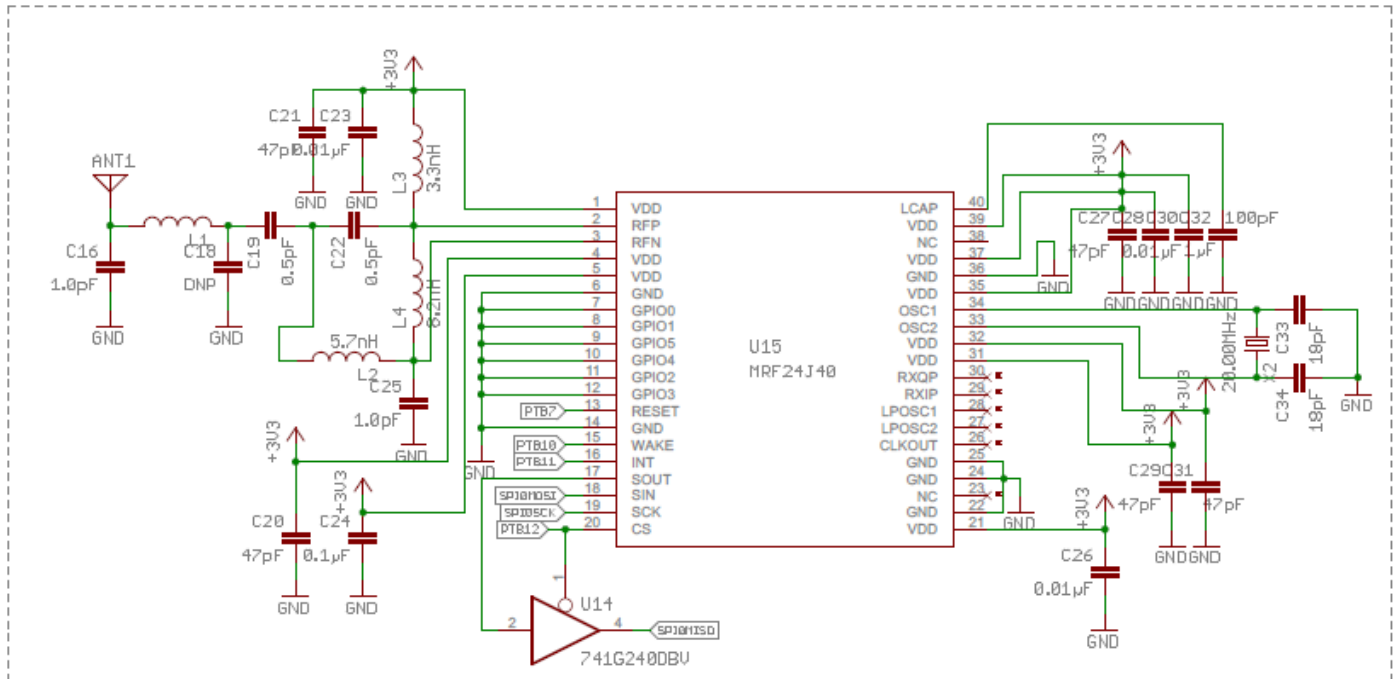 +3V3
C21
C23
47pF
0.01µF
L3
3.3nH
ANT1
GND
GND
C16
1.0pF
L1
C18
DNP
C19
0.5pF
C22
0.5pF
GND
GND
L4
5.7nH
L2
C25
1.0pF
GND
+3V3
+3V3
C20
47pF
C24
0.1µF
GND
GND
GND
PTB7
PTB10
PTB11
SPI0MOSI
SPI0SCK
PTB12
1 VDD
2 RFP
3 RFN
4 VDD
5 VDD
6 GND
7 GPIO0
8 GPIO1
9 GPIO5
10 GPIO4
11 GPIO2
12 GPIO3
13 RESET
14 GND
15 WAKE
16 INT
17 SOUT
18 SIN
19 SCK
20 CS
U15
MRF24J40
LCAP 40
VDD 39
NC 38
VDD 37
GND 36
VDD 35
OSC1 34
OSC2 33
VDD 32
VDD 31
RXQP 30
RXIP 29
LPOSC1 28
LPOSC2 27
CLKOUT 26
GND 25
GND 24
NC 23
GND 22
VDD 21
1
U14
2
4
SPI0MISO
741G240DBV
+3V3
C27
C28
C30
C32
100pF
47pF
0.01µF
1µF
GND
GND
GND
GND
GND
20.00MHz
X2
C33
18pF
C34
18pF
GND
+3V3
+3V3
C29
C31
47pF
47pF
GND
GND
GND
+3V3
C26
0.01µF
GND